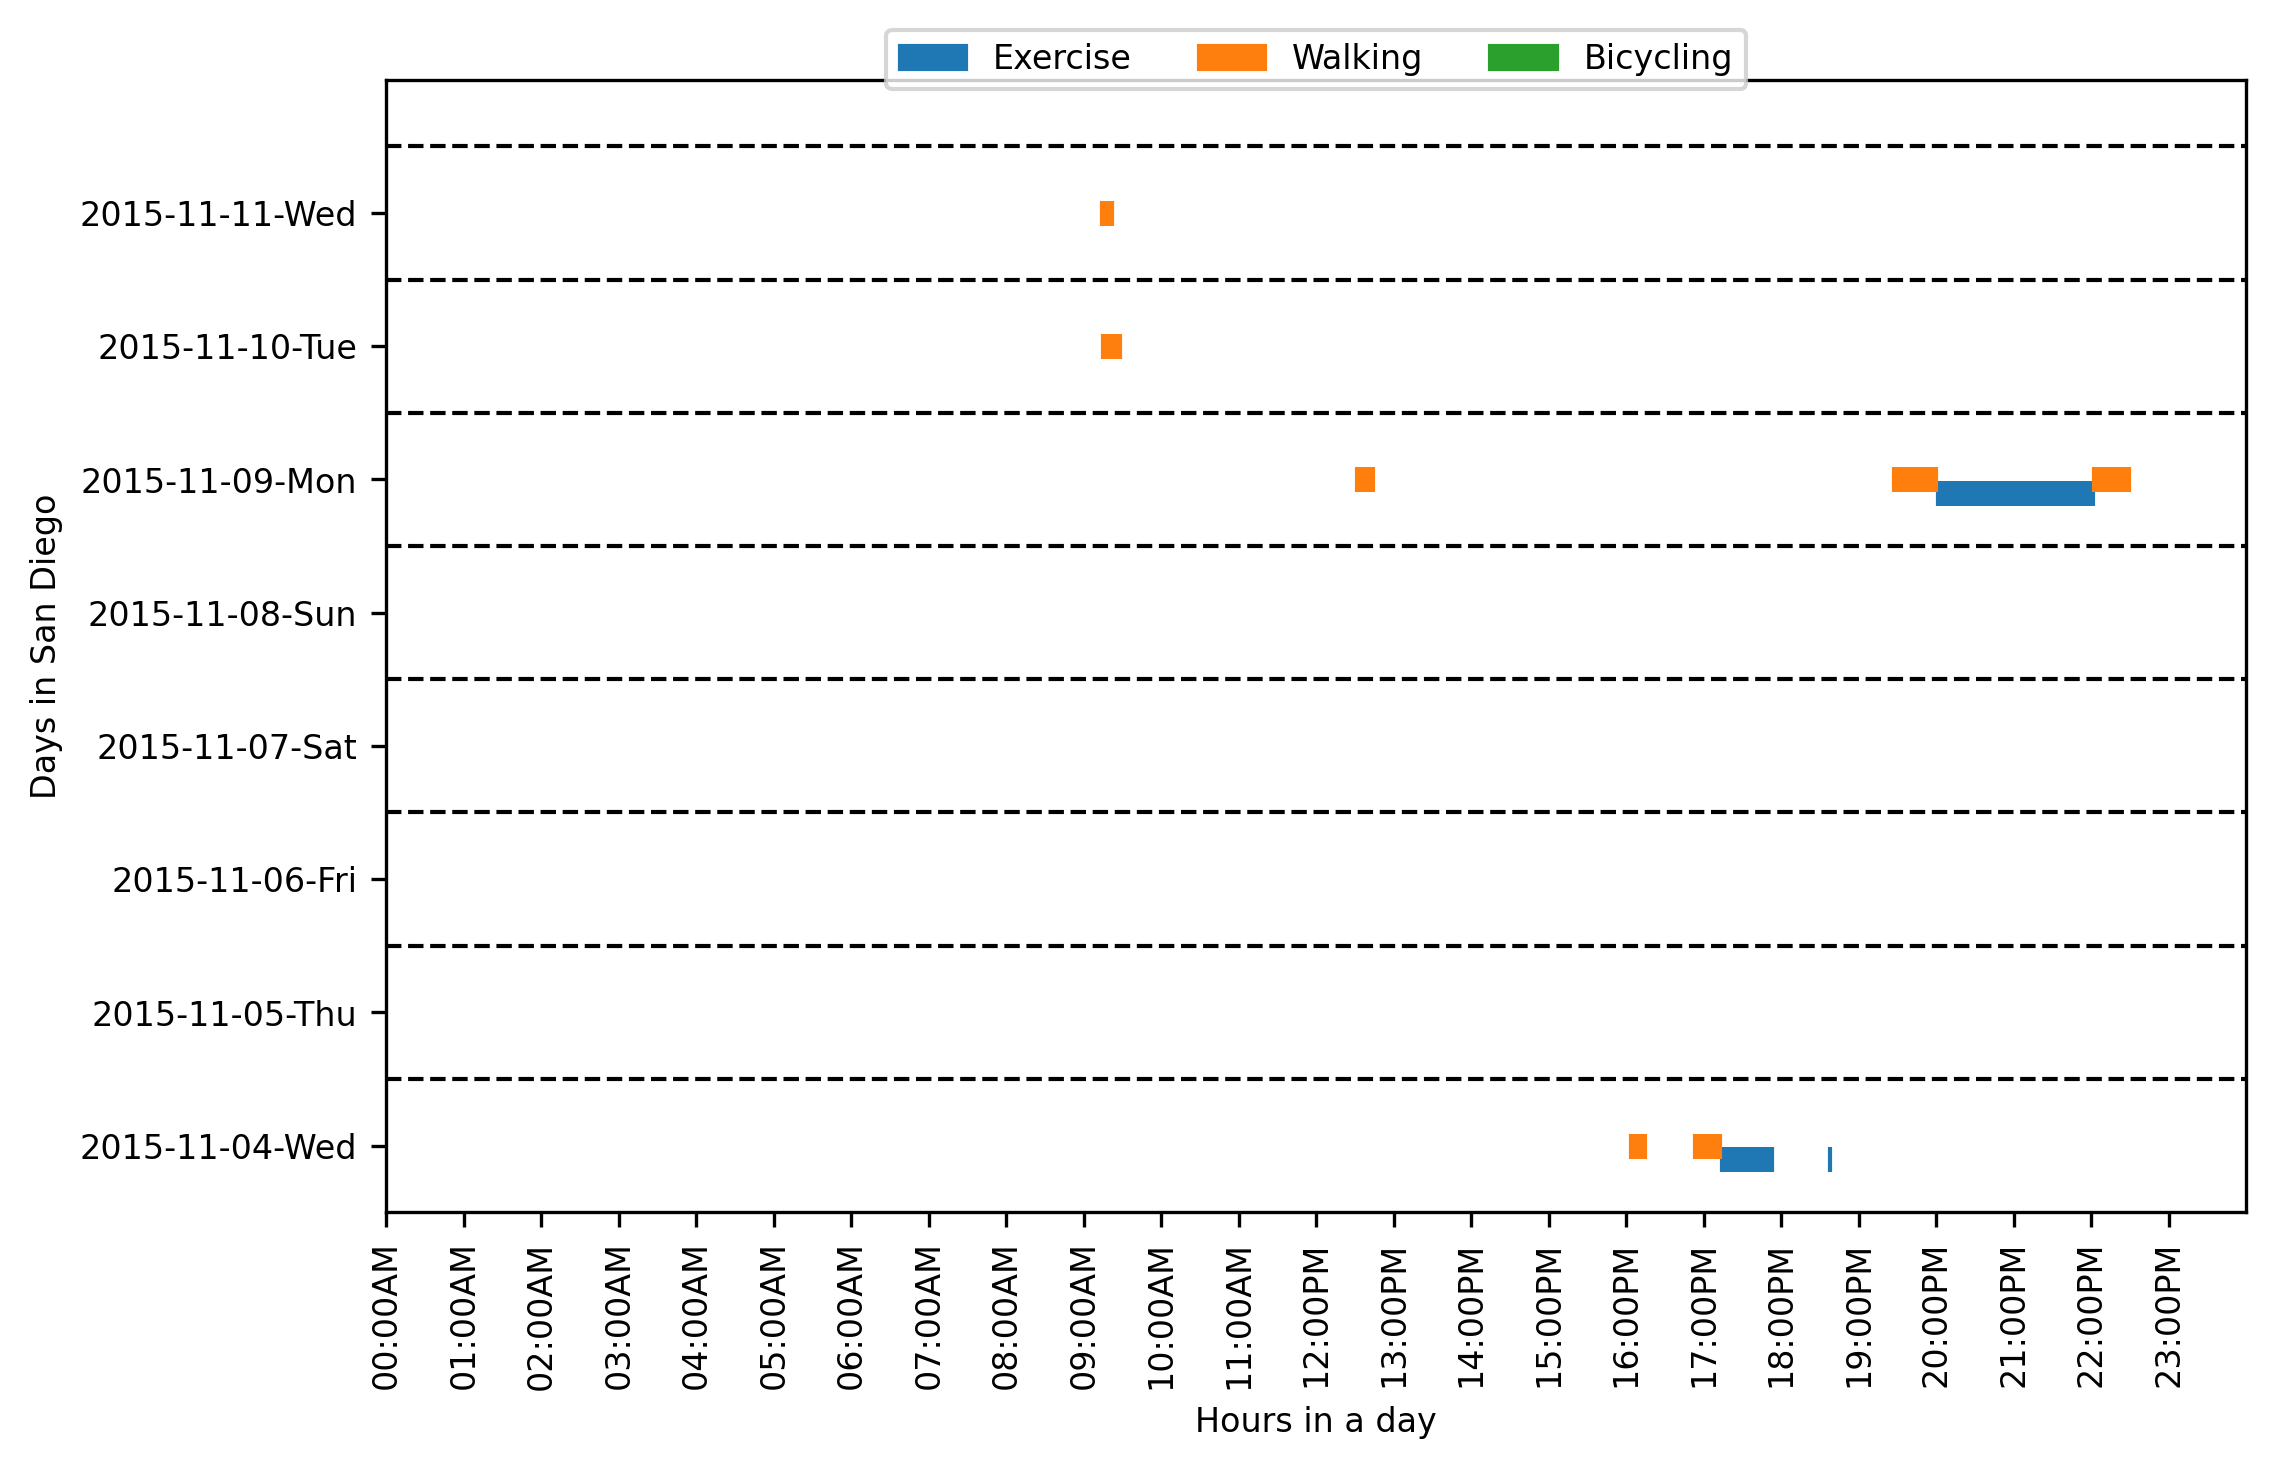 Exercise Walking Bicycling
Days in San Diego
2015-11-11-Wed
2015-11-10-Tue
2015-11-09-Mon
2015-11-08-Sun
2015-11-07-Sat
2015-11-06-Fri
2015-11-05-Thu
2015-11-04-Wed
00:00AM
01:00AM
02:00AM
03:00AM
04:00AM
05:00AM
06:00AM
07:00AM
08:00AM
09:00AM
10:00AM
11:00AM
12:00PM
13:00PM
14:00PM
15:00PM
16:00PM
17:00PM
18:00PM
19:00PM
20:00PM
21:00PM
22:00PM
23:00PM
Hours in a day